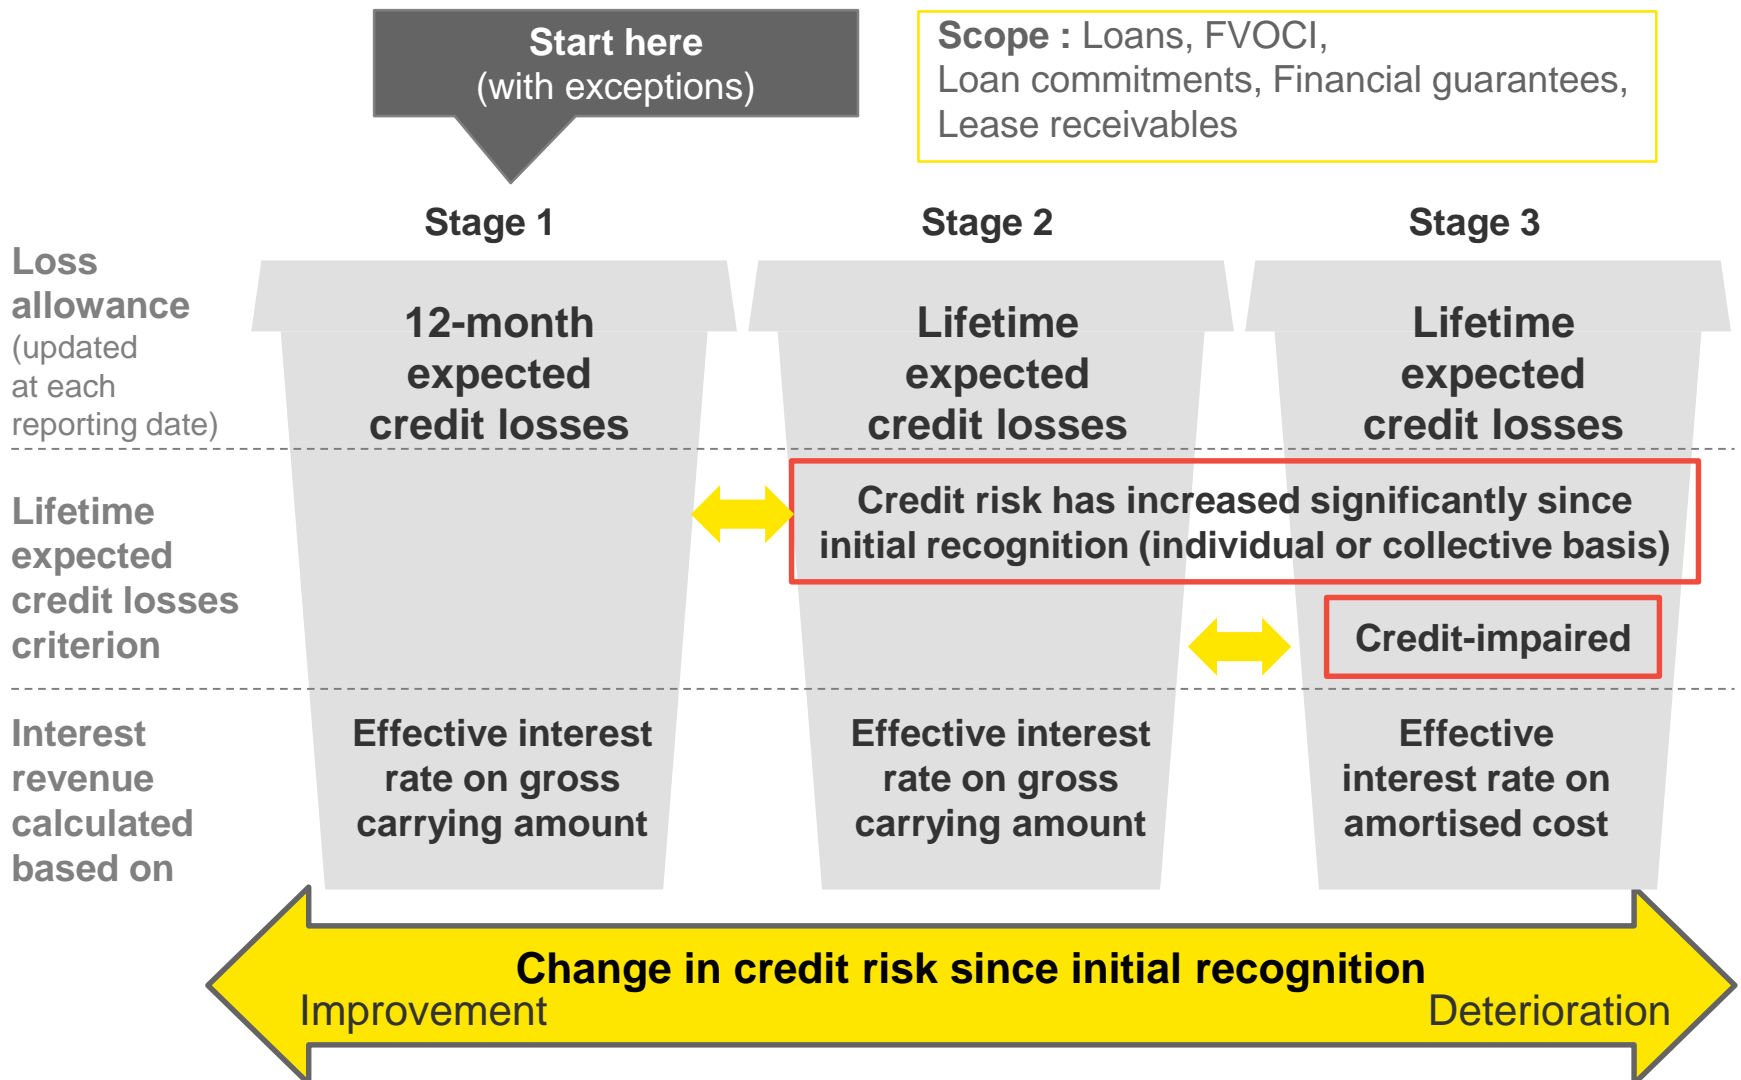 Start here
(with exceptions)
Scope : Loans, FVOCI,
Loan commitments, Financial guarantees,
Lease receivables
Stage 1
Stage 2
Stage 3
Loss
allowance
(updated
at each
reporting date)
12-month
expected
credit losses
Lifetime
expected
credit losses
Lifetime
expected
credit losses
Lifetime
expected
credit losses
criterion
Credit risk has increased significantly since
initial recognition (individual or collective basis)
Credit-impaired
Interest
revenue
calculated
based on
Effective interest
rate on gross
carrying amount
Effective interest
rate on gross
carrying amount
Effective
interest rate on
amortised cost
Change in credit risk since initial recognition
Improvement
Deterioration